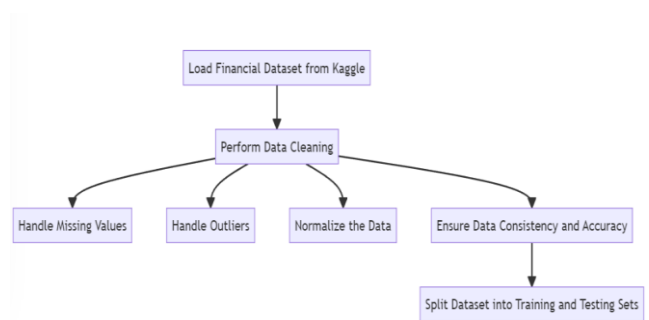 Load Financial Dataset from Kaggle
Perform Data Cleaning
Handle Missing Values
Handle Outliers
Normalize the Data
Ensure Data Consistency and Accuracy
Split Dataset into Training and Testing Sets